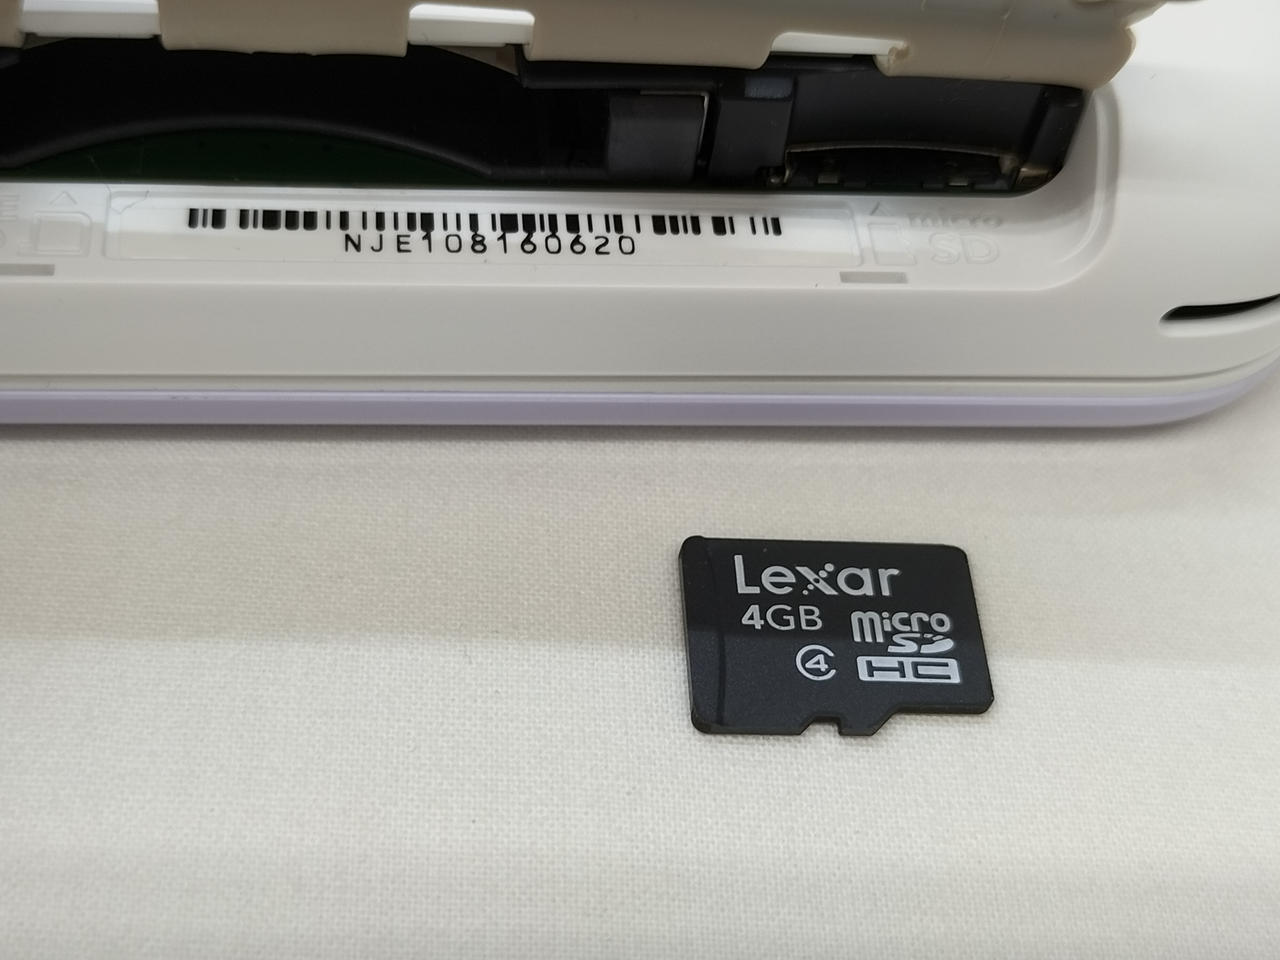 NJE108160620
micro
SD
Lexar
4GB
micro
SD
4
HC